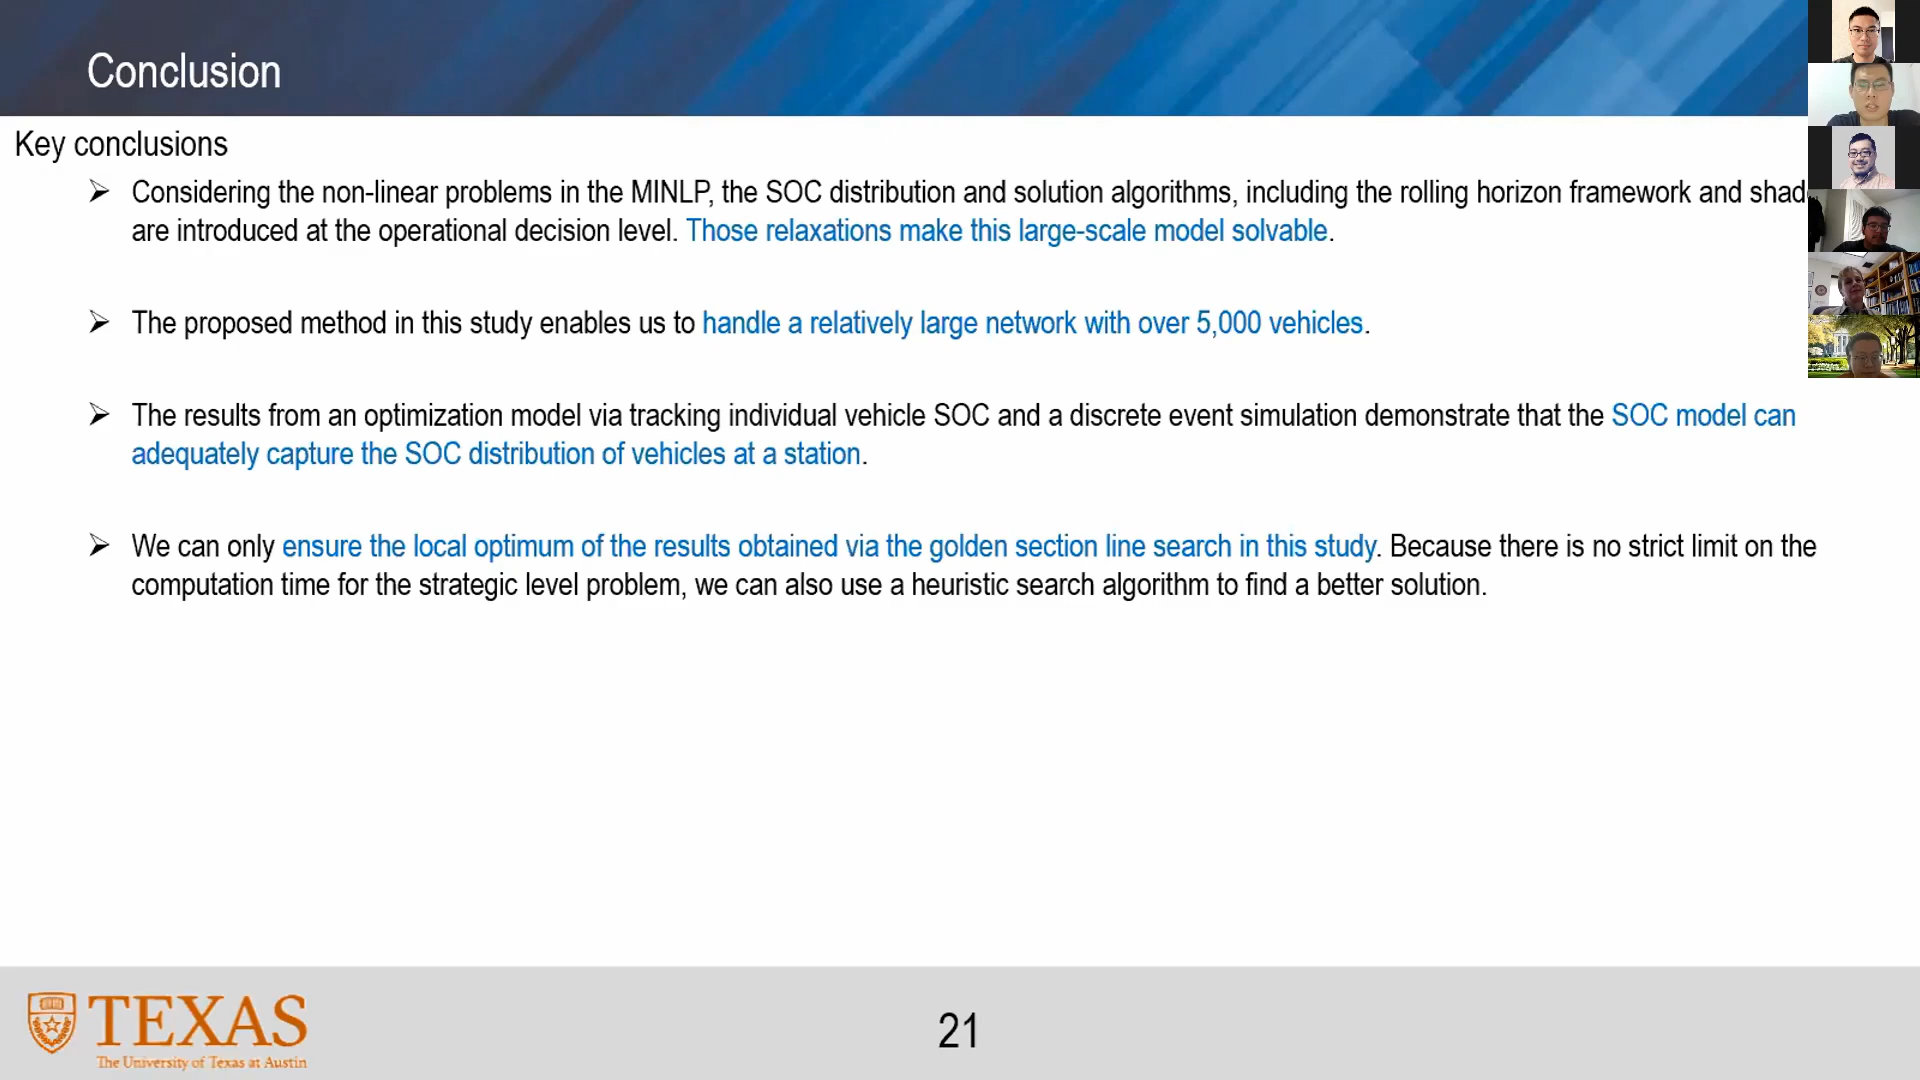 Conclusion
Key conclusions
➢ Considering the non-linear problems in the MINLP, the SOC distribution and solution algorithms, including the rolling horizon framework and
are introduced at the operational decision level. Those relaxations make this large-scale model solvable.
➢ The proposed method in this study enables us to handle a relatively large network with over 5,000 vehicles.
➢ The results from an optimization model via tracking individual vehicle SOC and a discrete event simulation demonstrate that the SOC model can
adequately capture the SOC distribution of vehicles at a station.
➢ We can only ensure the local optimum of the results obtained via the golden section line search in this study. Because there is no strict limit on the
computation time for the strategic level problem, we can also use a heuristic search algorithm to find a better solution.
TEXAS
The University of Texas at Austin
21